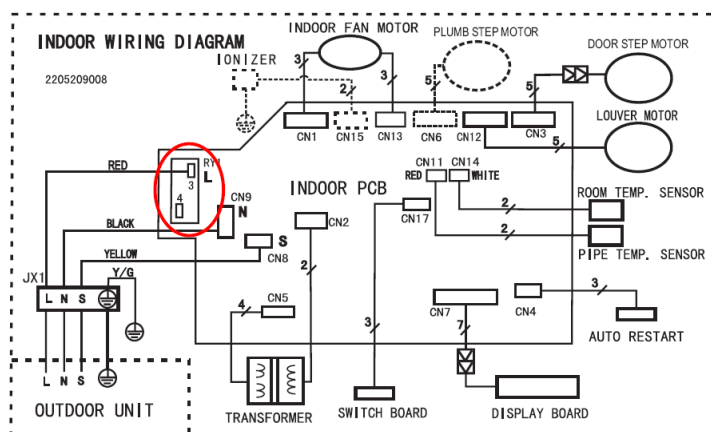 INDOOR WIRING DIAGRAM
2205209008
INDOOR FAN MOTOR
IONIZER
PLUMB STEP MOTOR
DOOR STEP MOTOR
3
3
2
5
5
CN1
CN15
CN13
CN6
CN12
CN3
LOUVER MOTOR
5
RED
RY1
3
L
4
CN9
N
BLACK
INDOOR PCB
CN11
CN14
RED
WHITE
CN17
CN2
ROOM TEMP. SENSOR
2
2
PIPE TEMP. SENSOR
YELLOW
S
CN8
Y/G
JX1
L N S
4
CN5
2
3
CN7
7
CN4
3
AUTO RESTART
L N S
OUTDOOR UNIT
TRANSFORMER
SWITCH BOARD
DISPLAY BOARD